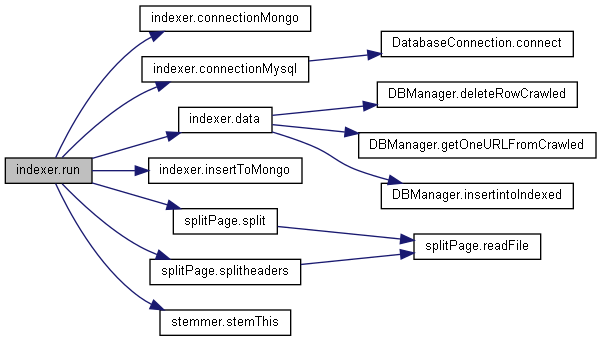 indexer.run
indexer.connectionMongo
indexer.connectionMysql
indexer.data
indexer.insertToMongo
splitPage.split
splitPage.splitheaders
stemmer.stemThis
DatabaseConnection.connect
DBManager.deleteRowCrawled
DBManager.getOneURLFromCrawled
DBManager.insertintoIndexed
splitPage.readFile